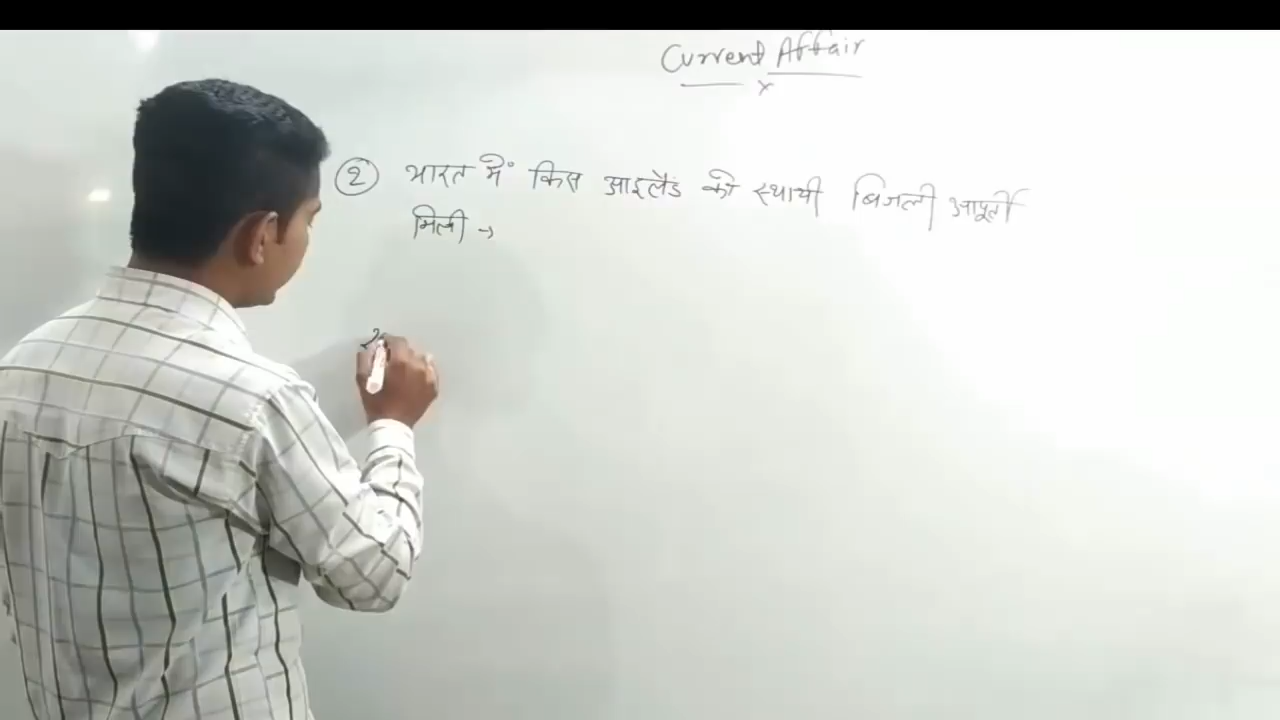 Current Affair
② भारत में किस आइलैंड को स्थायी बिजली आपूर्ती
मिली →